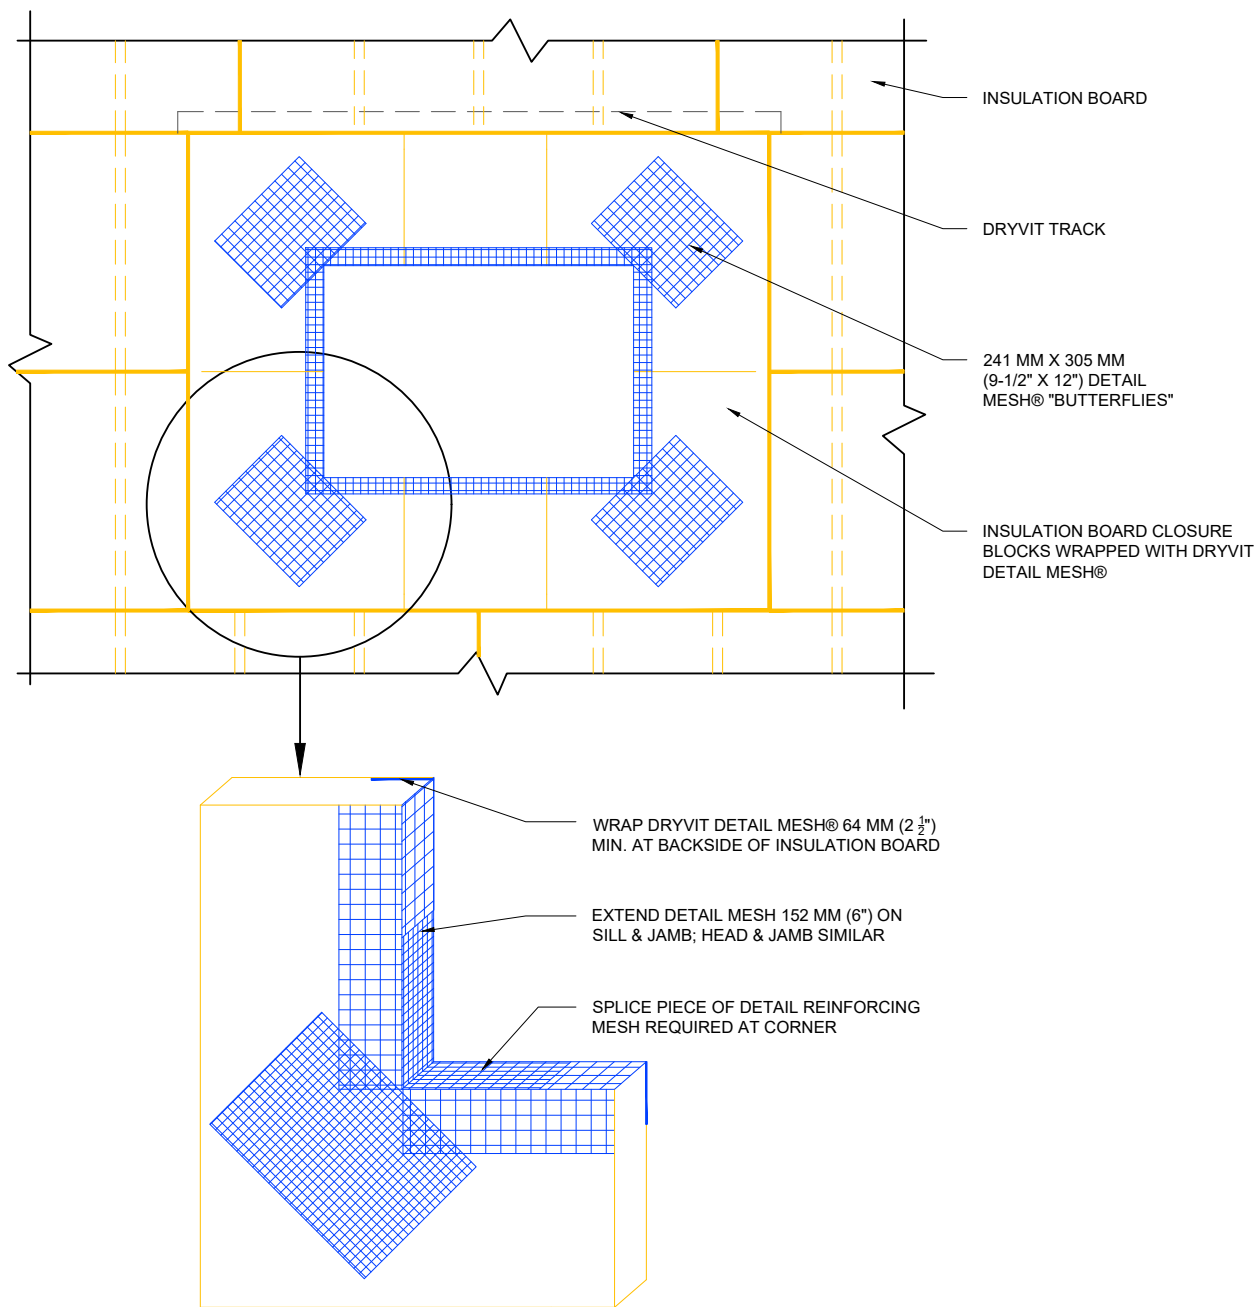 INSULATION BOARD
DRYVIT TRACK
241 MM X 305 MM
(9-1/2" X 12") DETAIL
MESH® "BUTTERFLIES"
INSULATION BOARD CLOSURE
BLOCKS WRAPPED WITH DRYVIT
DETAIL MESH®
WRAP DRYVIT DETAIL MESH® 64 MM (2 1/2")
MIN. AT BACKSIDE OF INSULATION BOARD
EXTEND DETAIL MESH 152 MM (6") ON
SILL & JAMB; HEAD & JAMB SIMILAR
SPLICE PIECE OF DETAIL REINFORCING
MESH REQUIRED AT CORNER